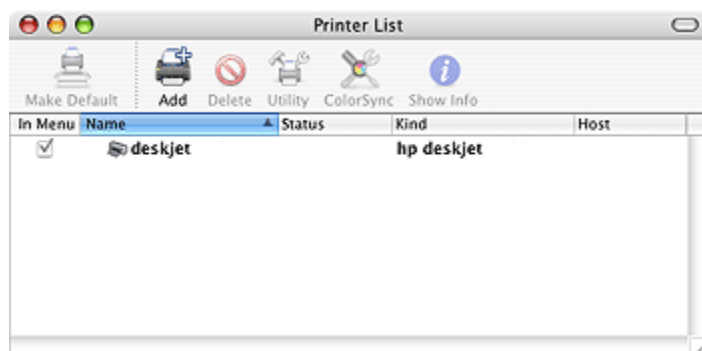 Printer List
Make Default Add Delete Utility ColorSync Show Info
In Menu Name Status Kind Host
deskjet hp deskjet